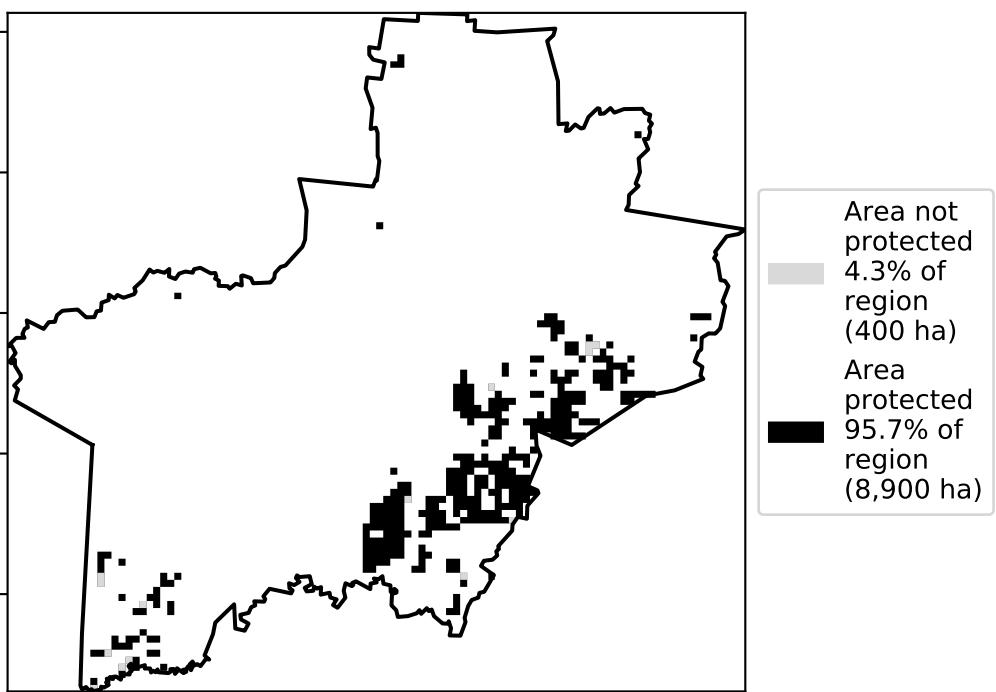 Area not
protected
4.3% of
region
(400 ha)
Area
protected
95.7% of
region
(8,900 ha)